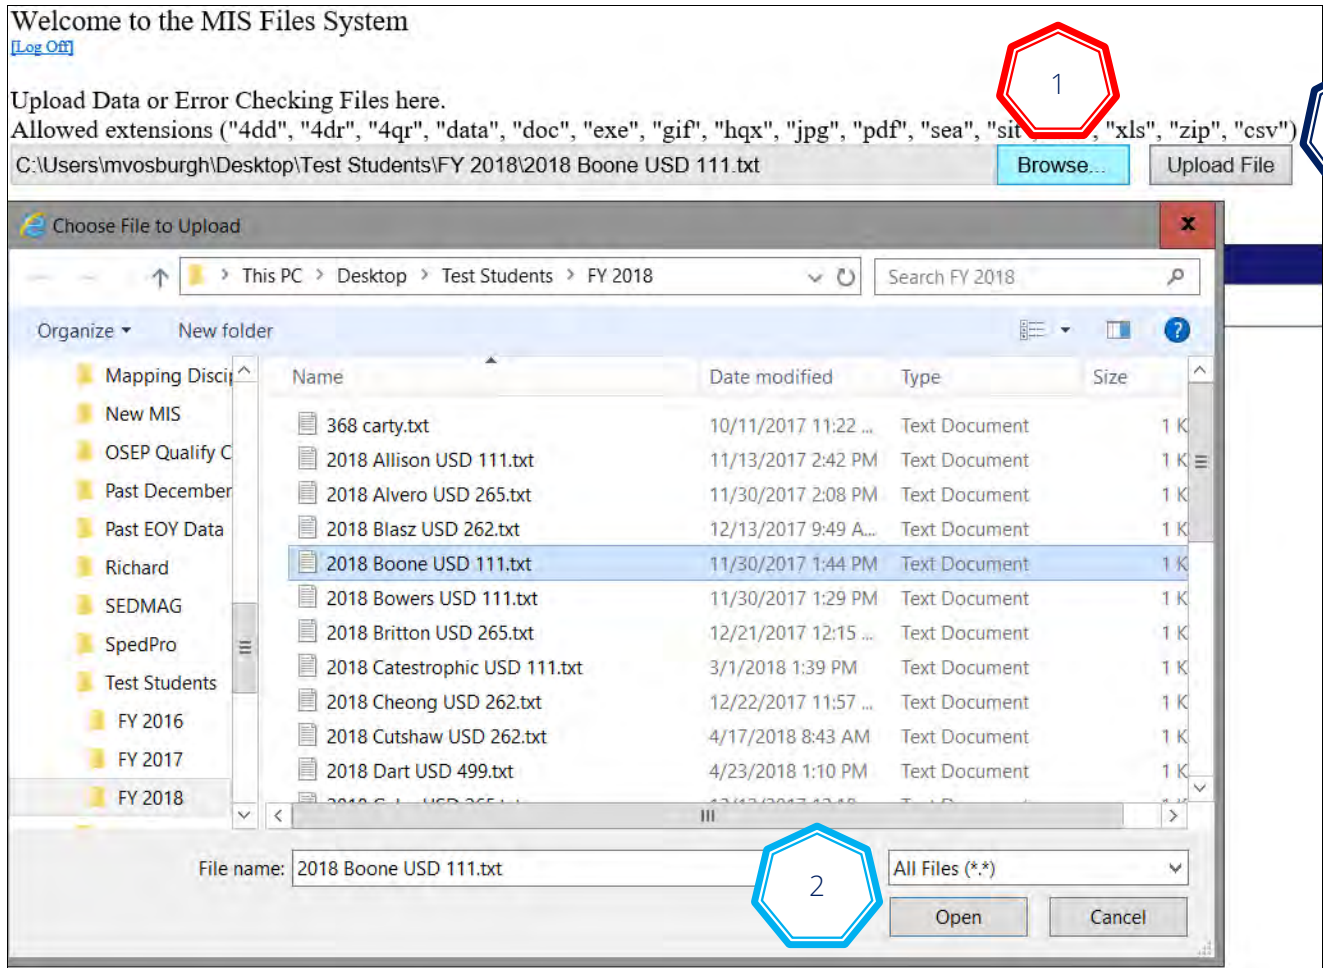 Welcome to the MIS Files System
[Log Off]
1
Upload Data or Error Checking Files here.
Allowed extensions ("4dd", "4dr", "4qr", "data", "doc", "exe", "gif", "hqx", "jpg", "pdf", "sea", "sit "xls", "zip", "csv")
C:\Users\mvosburgh\Desktop\Test Students\FY 2018\2018 Boone USD 111.txt Browse... Upload File
Choose File to Upload x
This PC > Desktop > Test Students > FY 2018 Search FY 2018
Organize New folder ?
Name Date modified Type Size
Mapping Discip
New MIS
OSEP Qualify C
Past December
Past EOY Data
Richard
SEDMAG
SpedPro
Test Students
FY 2016
FY 2017
FY 2018
368 carty.txt 10/11/2017 11:22 ... Text Document 1 K
2018 Allison USD 111.txt 11/13/2017 2:42 PM Text Document 1 K
2018 Alvero USD 265.txt 11/30/2017 2:08 PM Text Document 1 K
2018 Blasz USD 262.txt 12/13/2017 9:49 A... Text Document 1 K
2018 Boone USD 111.txt 11/30/2017 1:44 PM Text Document 1 K
2018 Bowers USD 111.txt 11/30/2017 1:29 PM Text Document 1 K
2018 Britton USD 265.txt 12/21/2017 12:15 ... Text Document 1 K
2018 Catestrophic USD 111.txt 3/1/2018 1:39 PM Text Document 1 K
2018 Cheong USD 262.txt 12/22/2017 11:57 ... Text Document 1 K
2018 Cutshaw USD 262.txt 4/17/2018 8:43 AM Text Document 1 K
2018 Dart USD 499.txt 4/23/2018 1:10 PM Text Document 1 K
File name: 2018 Boone USD 111.txt All Files (*.*)
2
Open Cancel